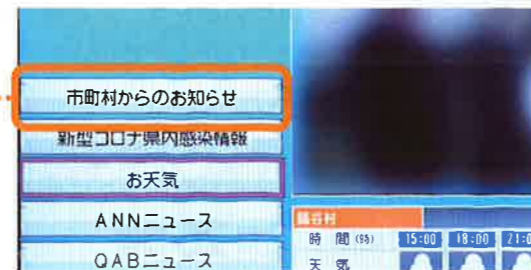 市町村からのお知らせ
新型コロナ県内感染情報
お天気
ANNニュース
QABニュース
読谷村
時 間 (時) 15:00 18:00 21:0
天 気